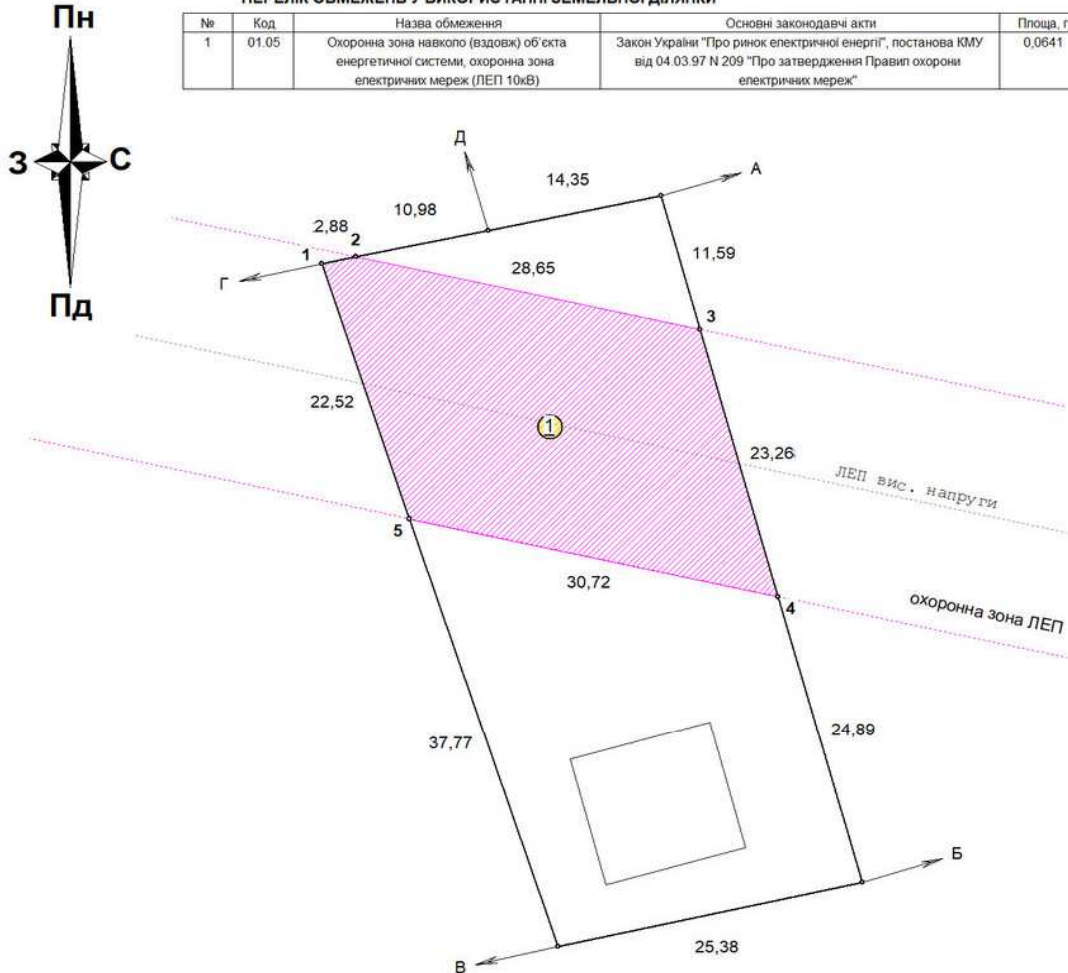 ПЕРЕЛІК ОБМЕЖЕНЬ У ВИКОРИСТАННІ ЗЕМЕЛЬНОЇ ДІЛЯНКИ
№ Код Назва обмеження Основні законодавчі акти Площа, г
1 01.05 Охоронна зона навколо (вздовж) об'єкта Закон України "Про ринок електричної енергії", постанова КМУ 0,0641
енергетичної системи, охоронна зона від 04.03.97 N 209 "Про затвердження Правил охорони
електричних мереж (ЛЕП 10кВ) електричних мереж"
Пн
З С
Пд
Д
А
14,35
10,98
2,88
2
1
11,59
Г
28,65
3
22,52
1
23,26
ЛЕП вис. напруги
5
30,72
4
охоронна зона ЛЕП
37,77
24,89
Б
25,38
В